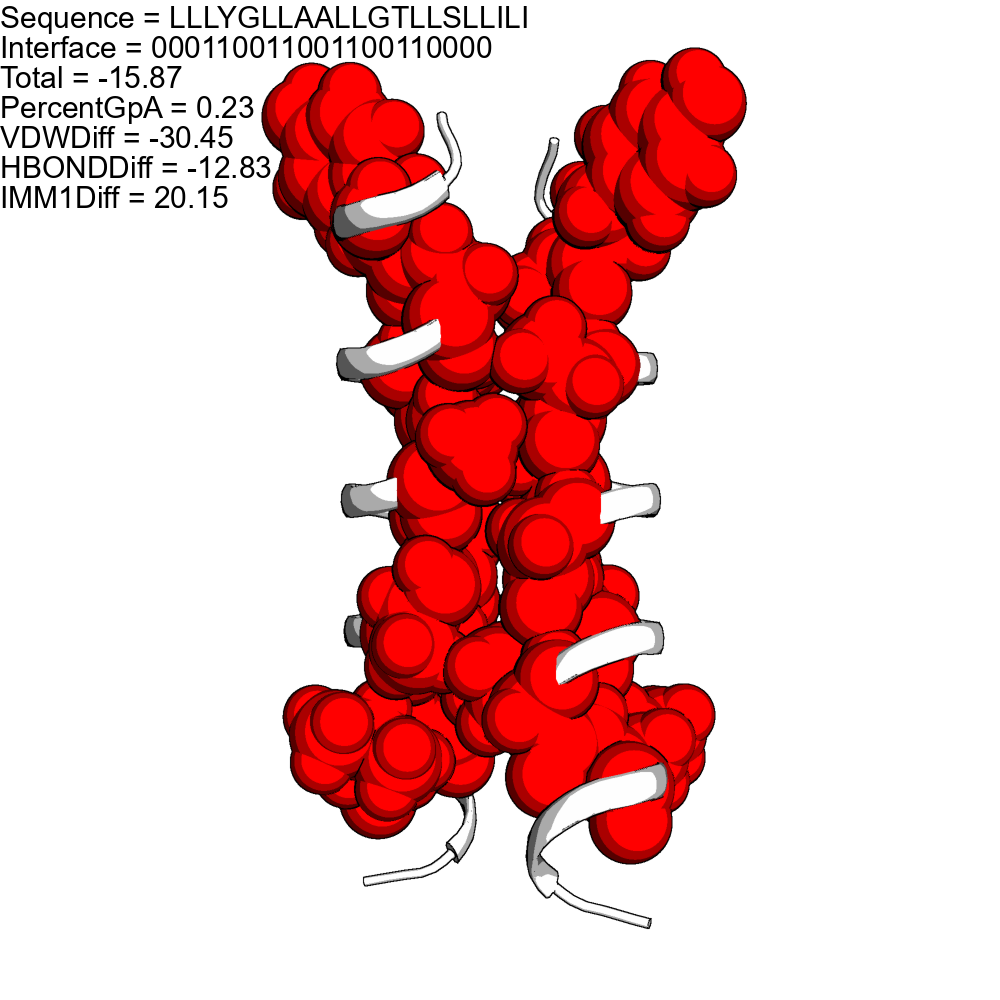 Sequence = LLLYGLLAALLGTLLSLLILI
Interface = 000110011001100110000
Total = -15.87
PercentGpA = 0.23
VDWDiff = -30.45
HBONDDiff = -12.83
IMM1Diff = 20.15